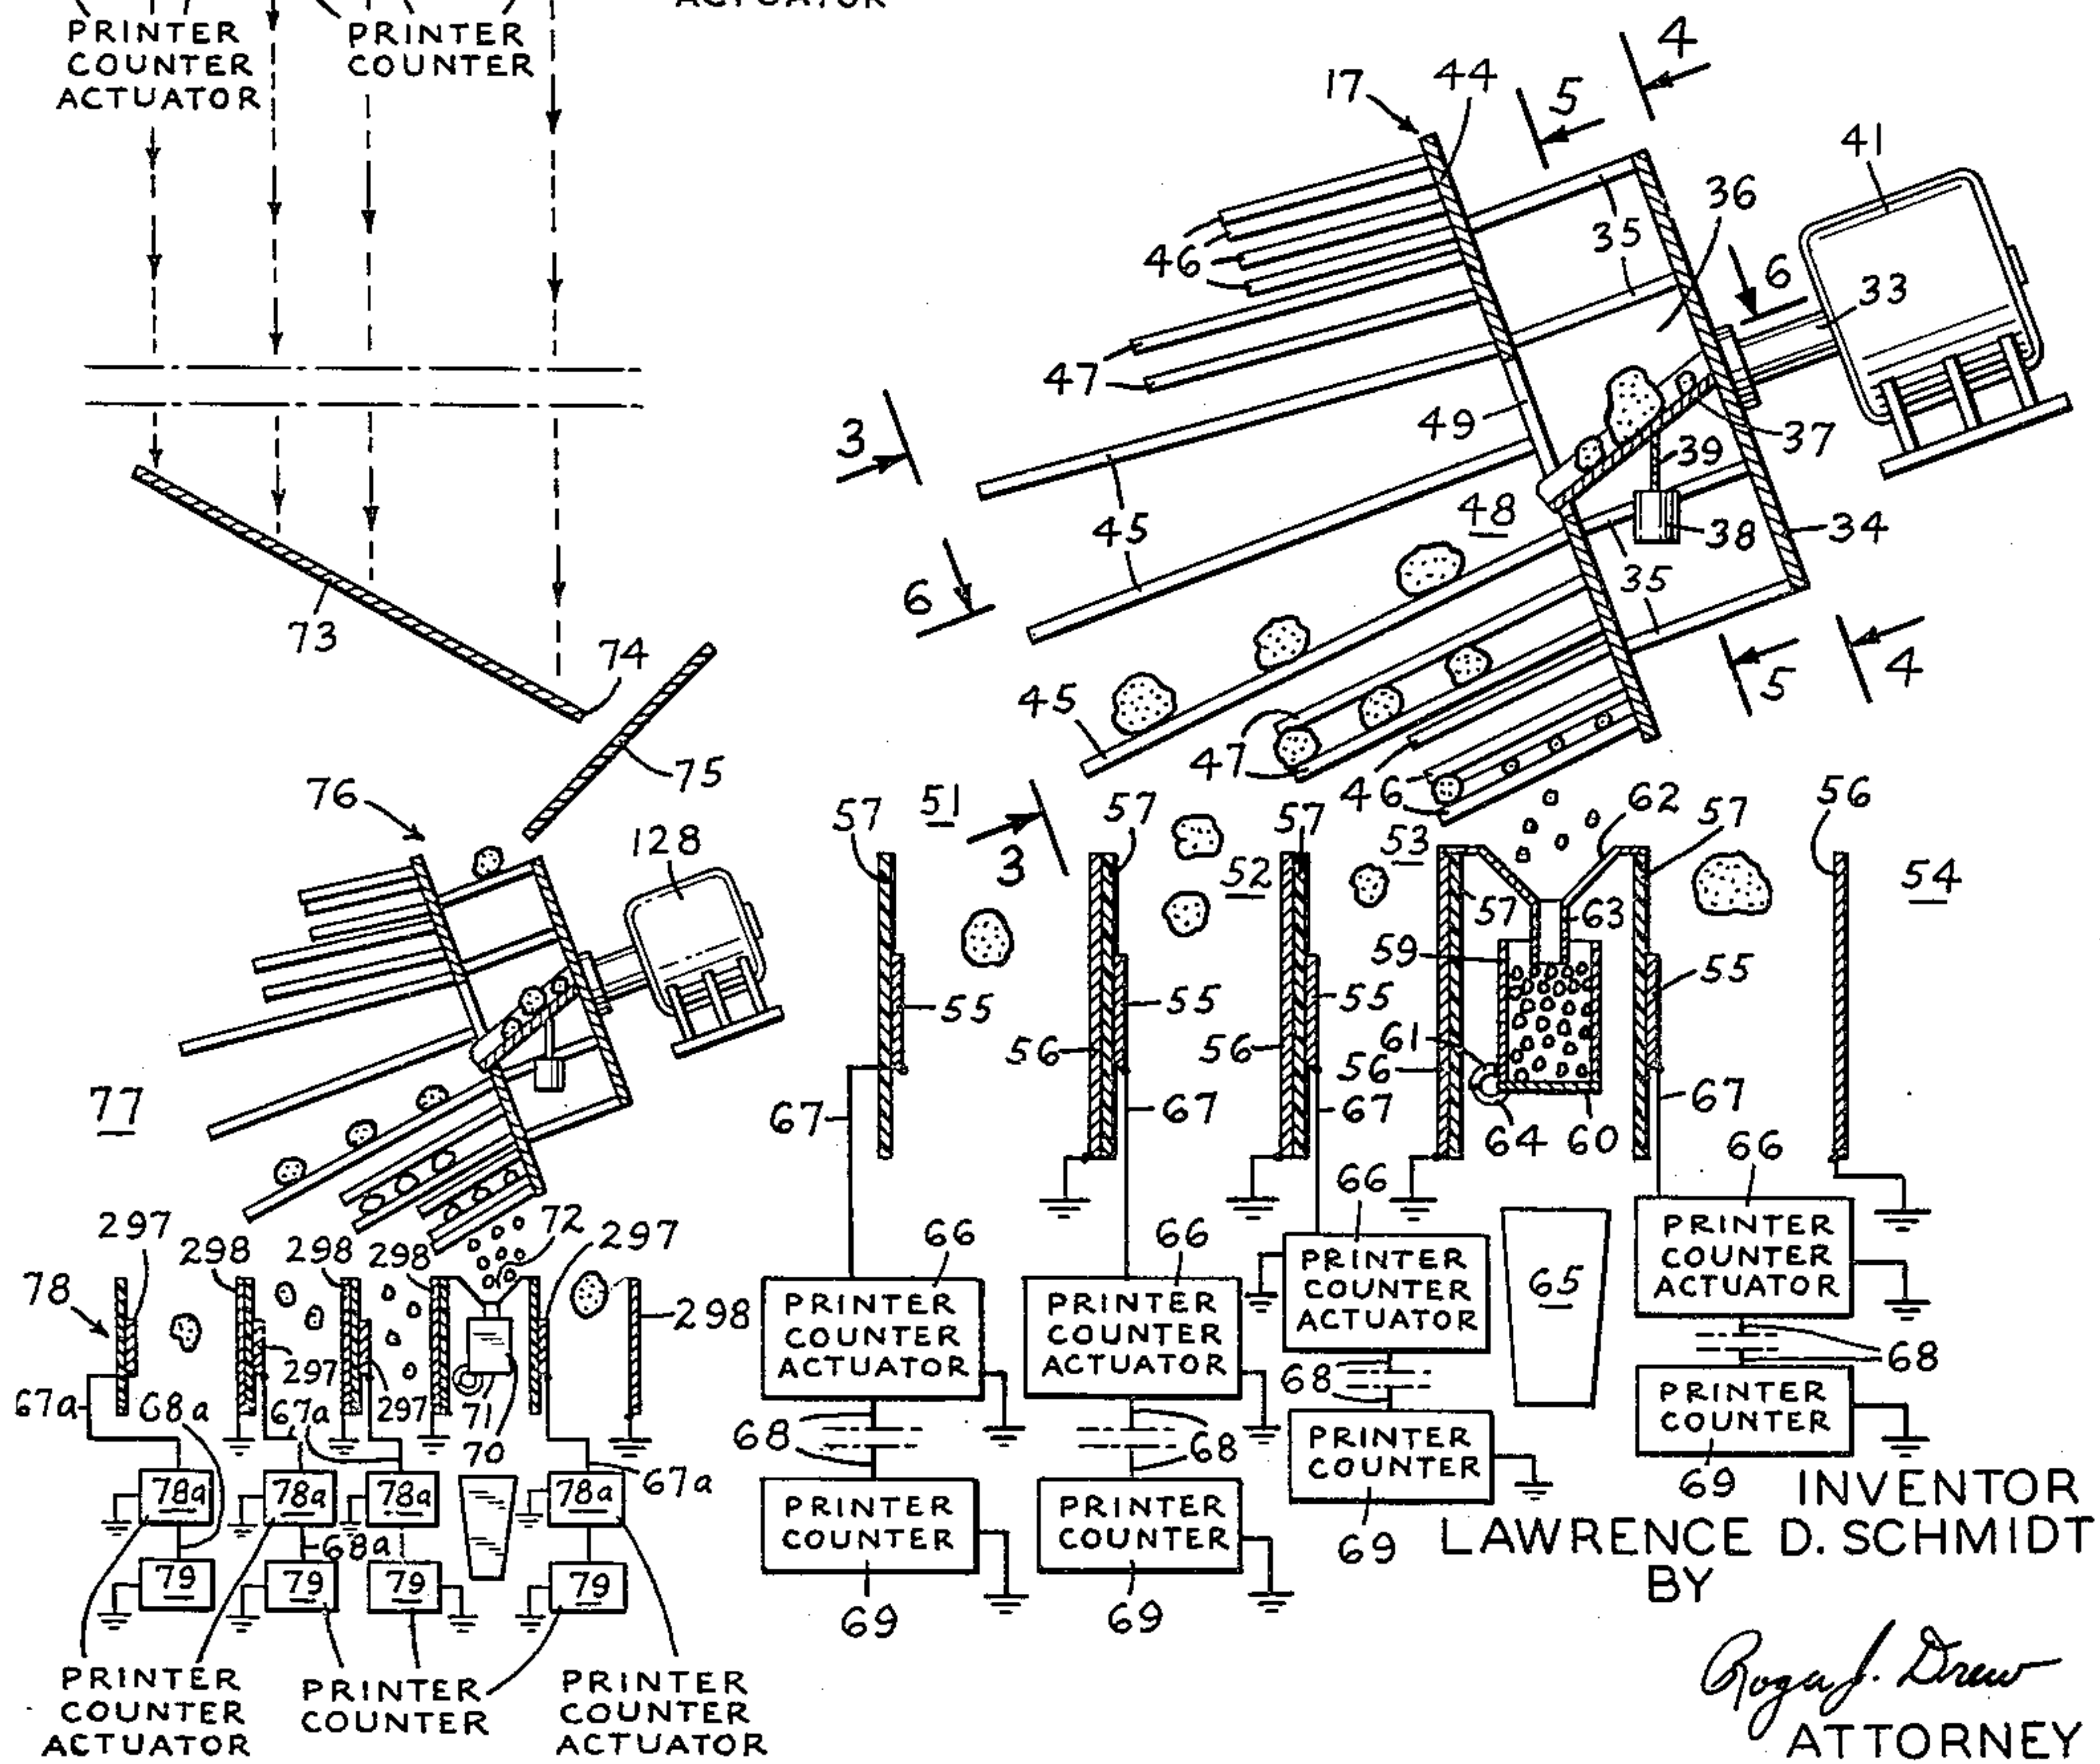 ACTUATOR
PRINTER
COUNTER
ACTUATOR
PRINTER
COUNTER
4
5
17
44
41
35
36
46
35
6
33
47
3
49
37
39
45
48
38
34
6
35
73
74
45
5
4
75
47
46
62
56
76
57
51
57
57
53
57
128
3
52
54
57
63
59
55
55
55
55
56
56
61
56
77
67
67
67
64
60
67
66
66
72
297
297
298
298
298
66
66
PRINTER
COUNTER
ACTUATOR
PRINTER
COUNTER
ACTUATOR
65
78
298
PRINTER
COUNTER
ACTUATOR
PRINTER
COUNTER
ACTUATOR
297
68
68
67a
68a
67a
297
71
70
PRINTER
COUNTER
68
68
PRINTER
COUNTER
67a
78a
78a
78a
78a
69
INVENTOR
PRINTER
COUNTER
PRINTER
COUNTER
69
LAWRENCE D. SCHMIDT
68a
79
79
79
79
BY
69
69
PRINTER
COUNTER
ACTUATOR
PRINTER
COUNTER
PRINTER
COUNTER
ACTUATOR
Roger J. Drew
ATTORNEY